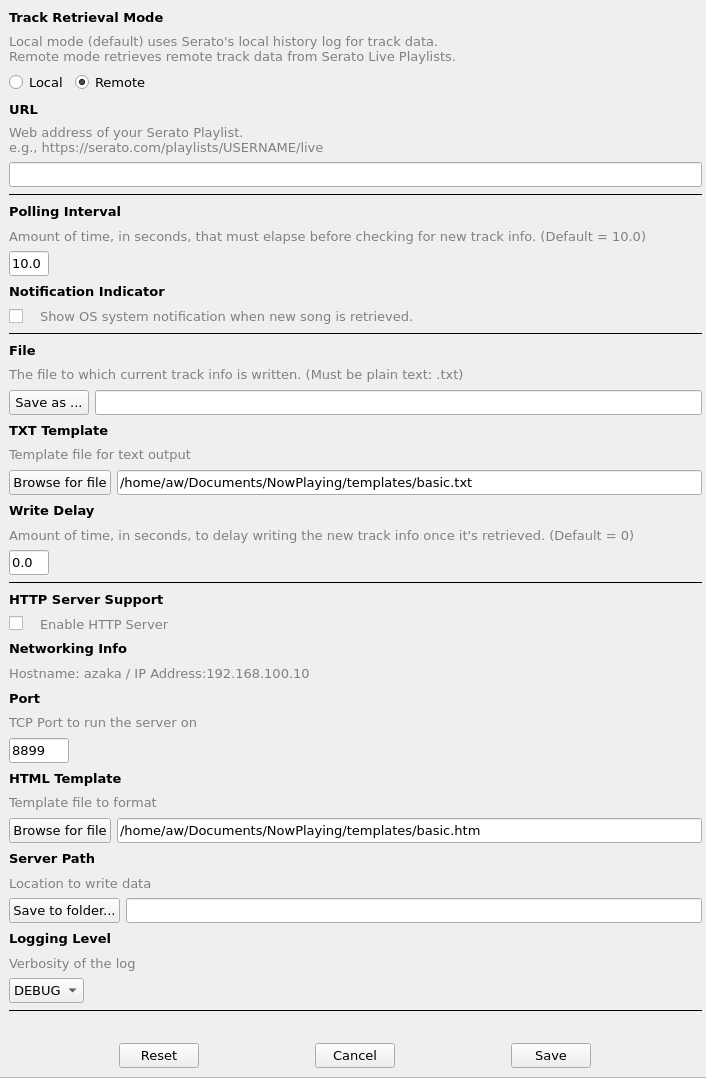 Track Retrieval Mode
Local mode (default) uses Serato's local history log for track data.
Remote mode retrieves remote track data from Serato Live Playlists.
Local Remote
URL
Web address of your Serato Playlist.
e.g., https://serato.com/playlists/USERNAME/live
Polling Interval
Amount of time, in seconds, that must elapse before checking for new track info. (Default = 10.0)
10.0
Notification Indicator
Show OS system notification when new song is retrieved.
File
The file to which current track info is written. (Must be plain text: .txt)
Save as ...
TXT Template
Template file for text output
Browse for file /home/aw/Documents/NowPlaying/templates/basic.txt
Write Delay
Amount of time, in seconds, to delay writing the new track info once it's retrieved. (Default = 0)
0.0
HTTP Server Support
Enable HTTP Server
Networking Info
Hostname: azaka / IP Address:192.168.100.10
Port
TCP Port to run the server on
8899
HTML Template
Template file to format
Browse for file /home/aw/Documents/NowPlaying/templates/basic.htm
Server Path
Location to write data
Save to folder...
Logging Level
Verbosity of the log
DEBUG
Reset Cancel Save